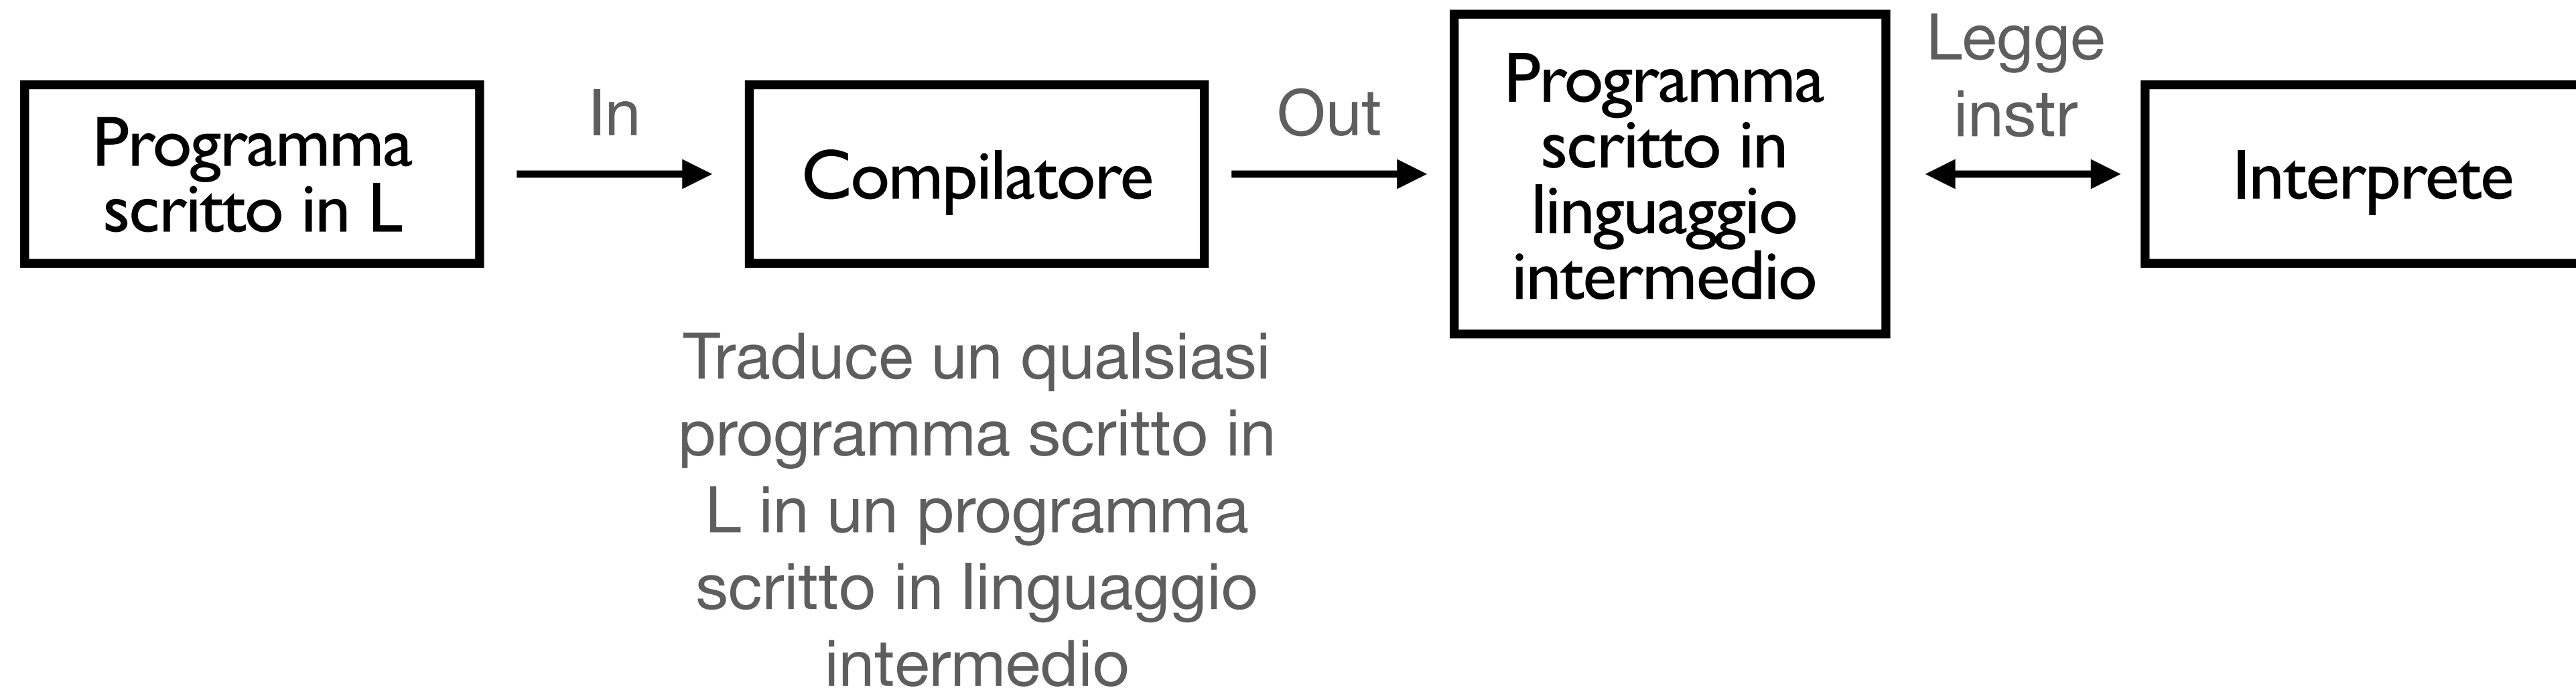 Programma
scritto in L
In
Compilatore
Out
Programma
scritto in
linguaggio
intermedio
Legge
instr
Interprete
Traduce un qualsiasi
programma scritto in
L in un programma
scritto in linguaggio
intermedio